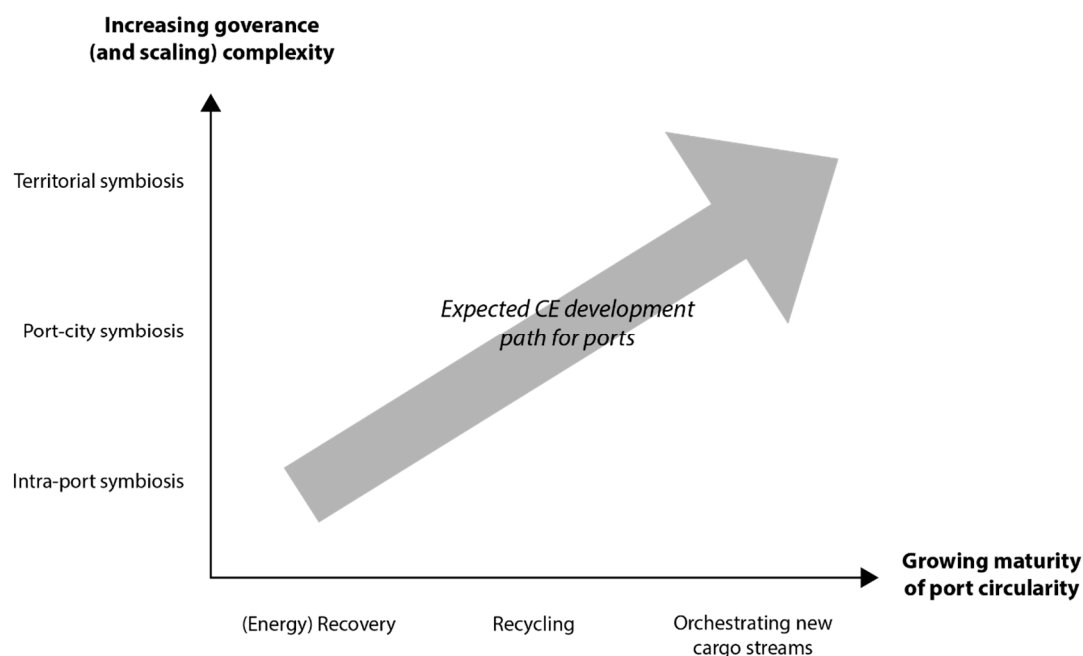 Increasing goverance
(and scaling) complexity
Territorial symbiosis
Expected CE development
path for ports
Port-city symbiosis
Intra-port symbiosis
Growing maturity
of port circularity
(Energy) Recovery
Recycling
Orchestrating new
cargo streams